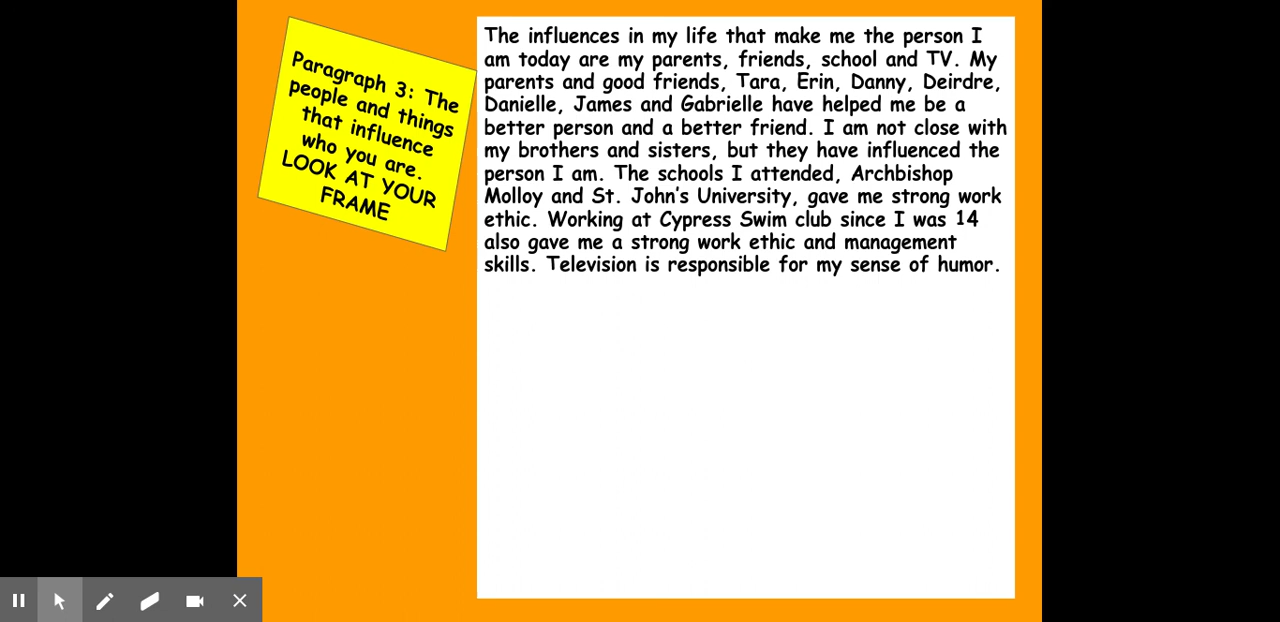 Paragraph 3: The
people and things
that influence
who you are.
LOOK AT YOUR
FRAME
The influences in my life that make me the person I
am today are my parents, friends, school and TV. My
parents and good friends, Tara, Erin, Danny, Deirdre,
Danielle, James and Gabrielle have helped me be a
better person and a better friend. I am not close with
my brothers and sisters, but they have influenced the
person I am. The schools I attended, Archbishop
Molloy and St. John's University, gave me strong work
ethic. Working at Cypress Swim club since I was 14
also gave me a strong work ethic and management
skills. Television is responsible for my sense of humor.